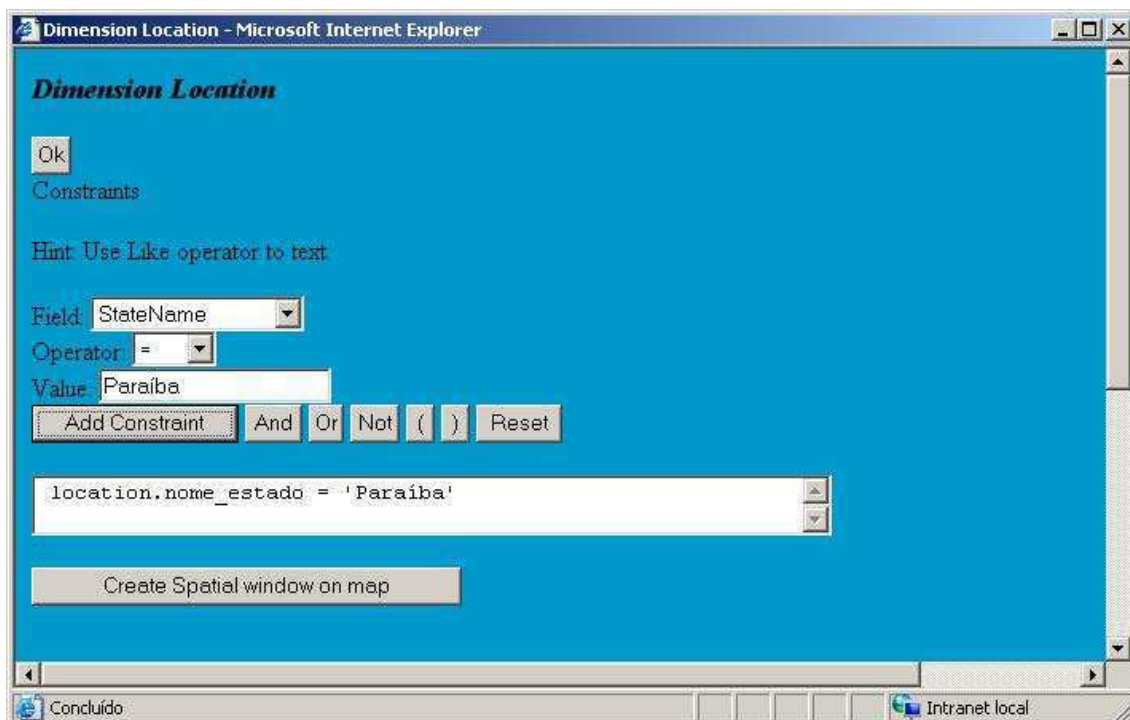 Dimension Location - Microsoft Internet Explorer
Dimension Location
Ok
Constraints
Hint: Use Like operator to text.
Field: StateName
Operator: =
Value: Paraíba
Add Constraint And Or Not ( ) Reset
location.nome_estado = 'Paraíba'
Create Spatial window on map
Concluído Intranet local